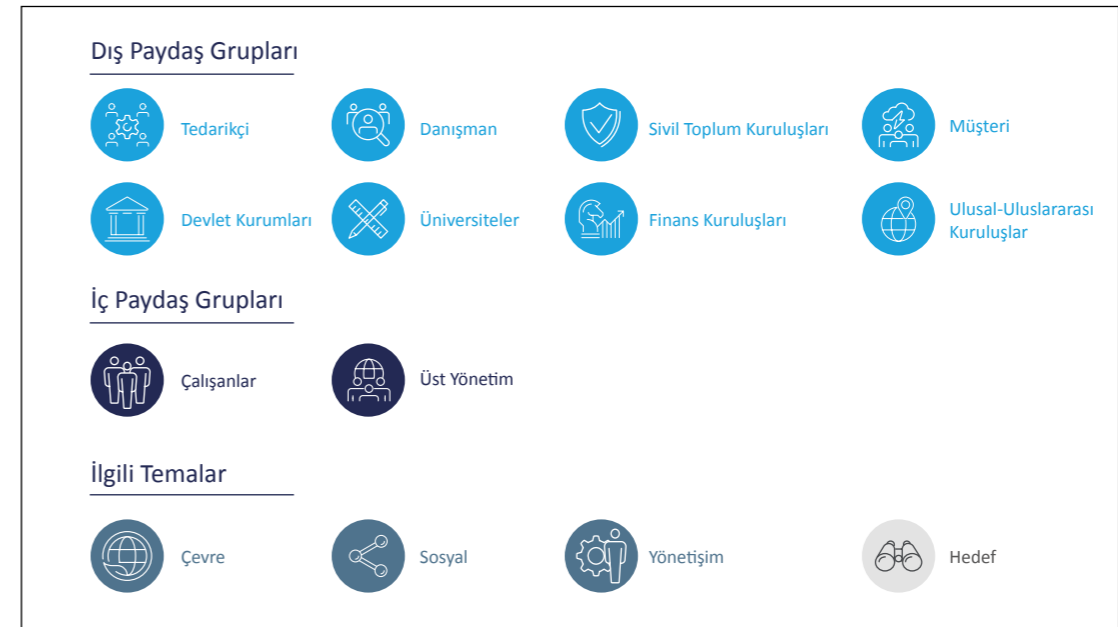 Dış Paydaş Grupları
Tedarikçi
Danışman
Sivil Toplum Kuruluşları
Müşteri
Devlet Kurumları
Üniversiteler
Finans Kuruluşları
Ulusal-Uluslararası
Kuruluşlar
İç Paydaş Grupları
Çalışanlar
Üst Yönetim
İlgili Temalar
Çevre
Sosyal
Yönetişim
Hedef